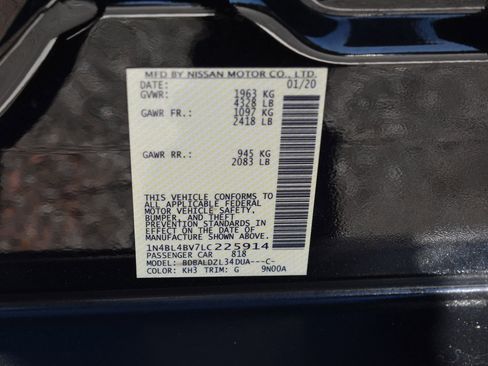 MFD BY NISSAN MOTOR CO., LTD.
DATE: 01/20
GVWR: 1963 KG
4328 LB
GAWR FR.: 1097 KG
2418 LB
GAWR RR.: 945 KG
2083 LB
THIS VEHICLE CONFORMS TO
ALL APPLICABLE FEDERAL
MOTOR VEHICLE SAFETY,
BUMPER, AND THEFT
PREVENTION STANDARDS
IN EFFECT ON THE DATE OF
MANUFACTURE SHOWN ABOVE.
1N4BL4BV7LC225914
PASSENGER CAR 818
MODEL: BDBALDZL34DUA---C-
COLOR: KH3 TRIM: G 9N00A